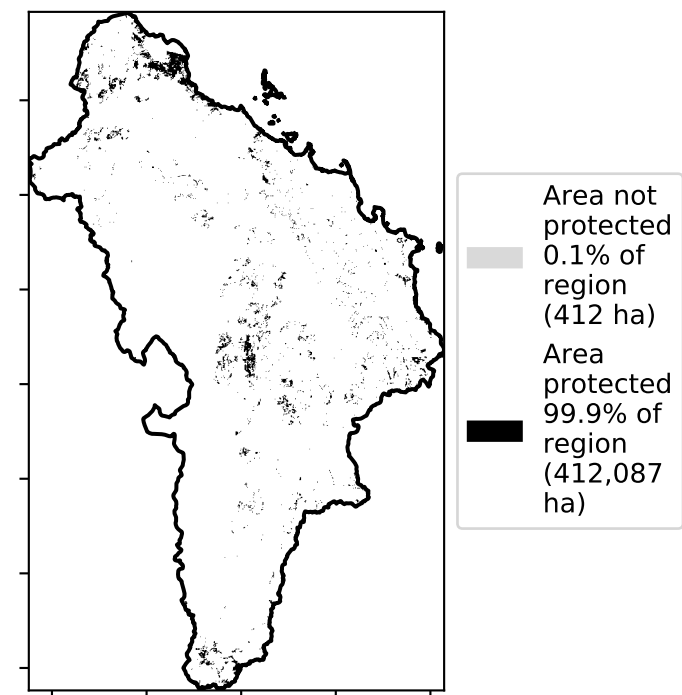 Area not
protected
0.1% of
region
(412 ha)
Area
protected
99.9% of
region
(412,087
ha)